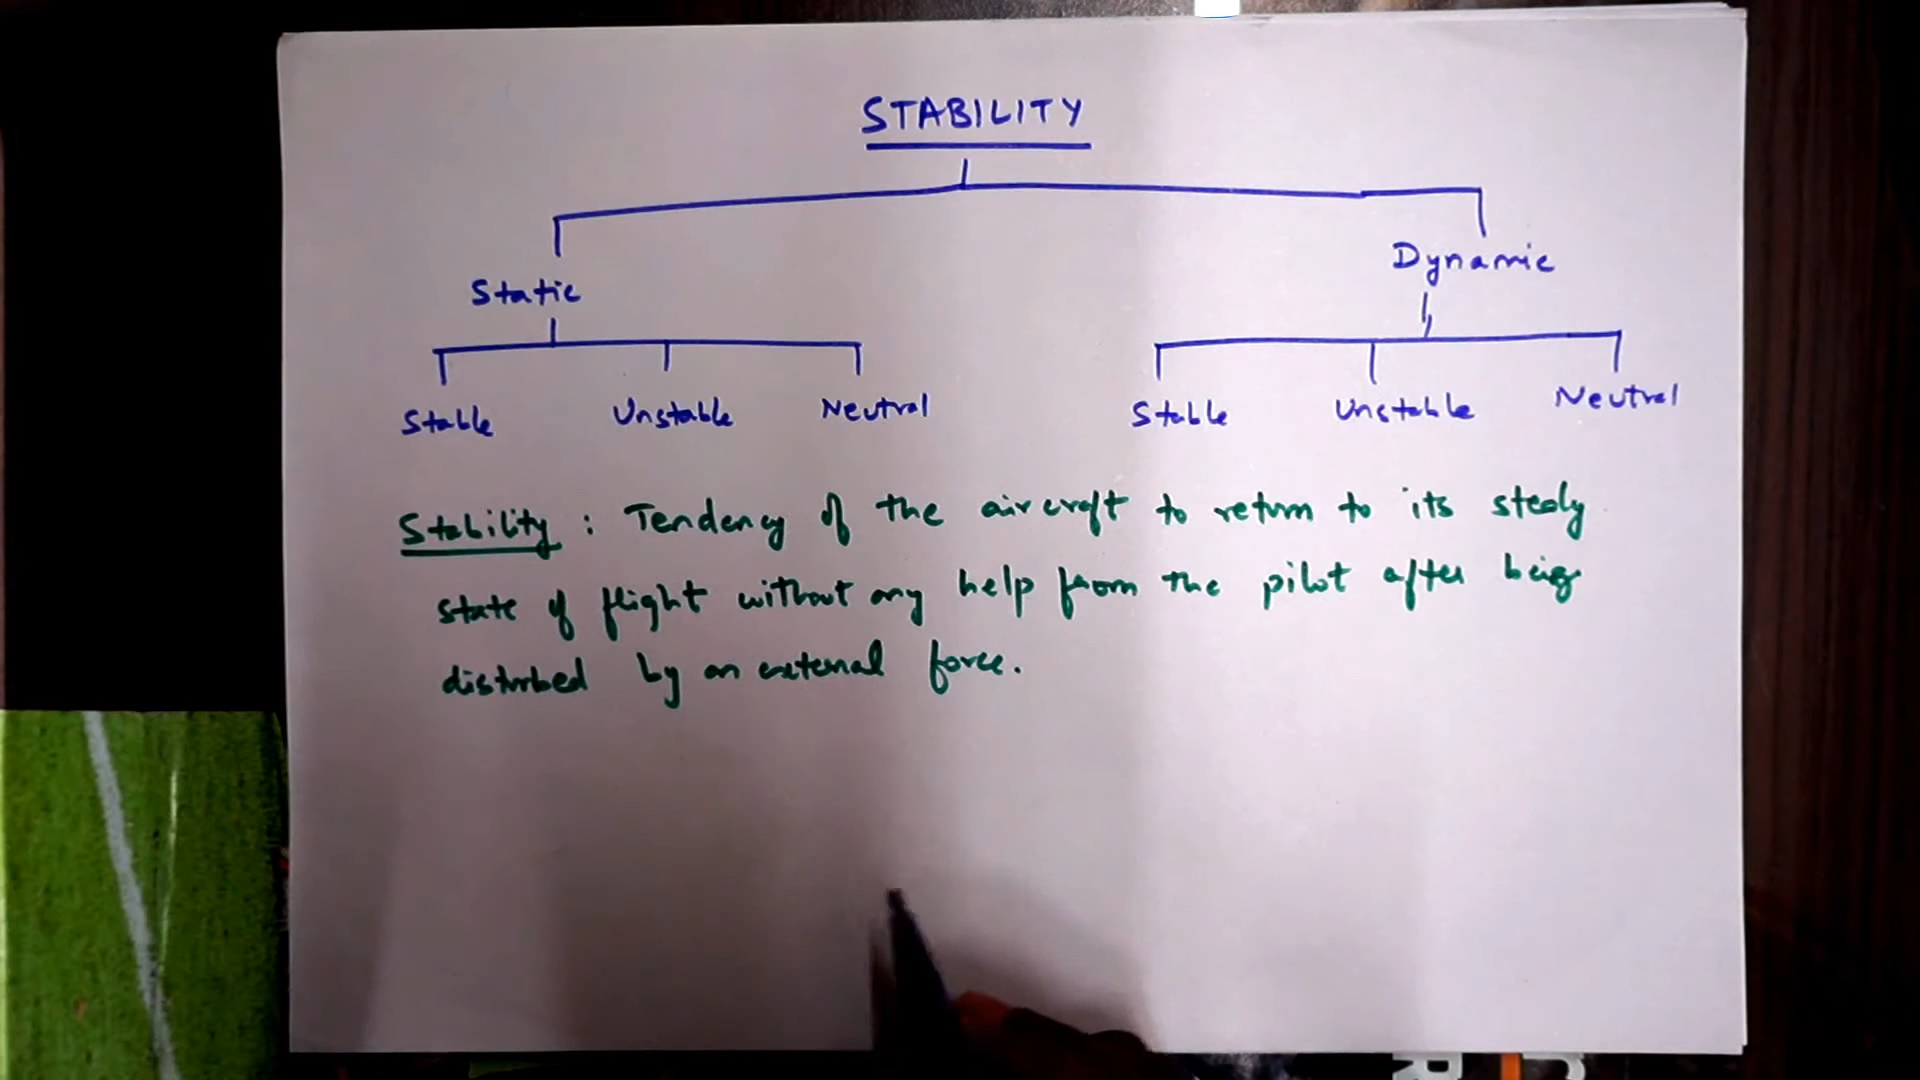 STABILITY
Static
Dynamic
Stable Unstable Neutral
Stable Unstable Neutral
Stability : Tendency of the aircraft to return to its steady
state of flight without any help from the pilot after being
disturbed by an external force.